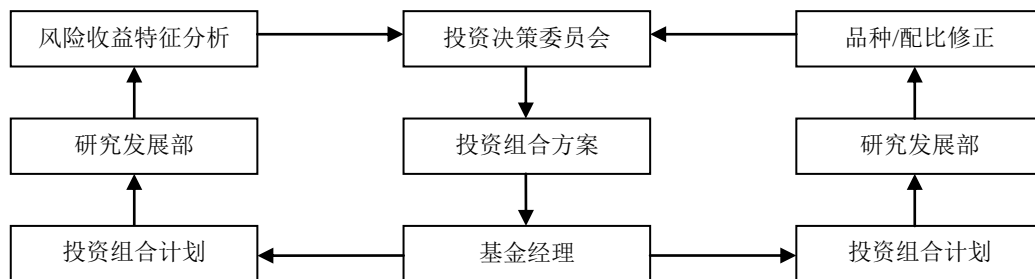 风险收益特征分析
投资决策委员会
品种/配比修正
研究发展部
投资组合方案
研究发展部
投资组合计划
基金经理
投资组合计划